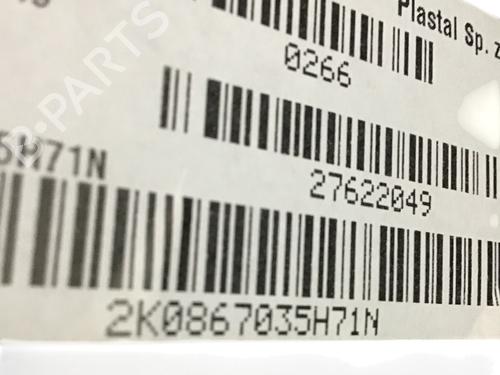 Plastal Sp. z
0266
27622049
5H71N
2K0867035H71N
B-PARTS